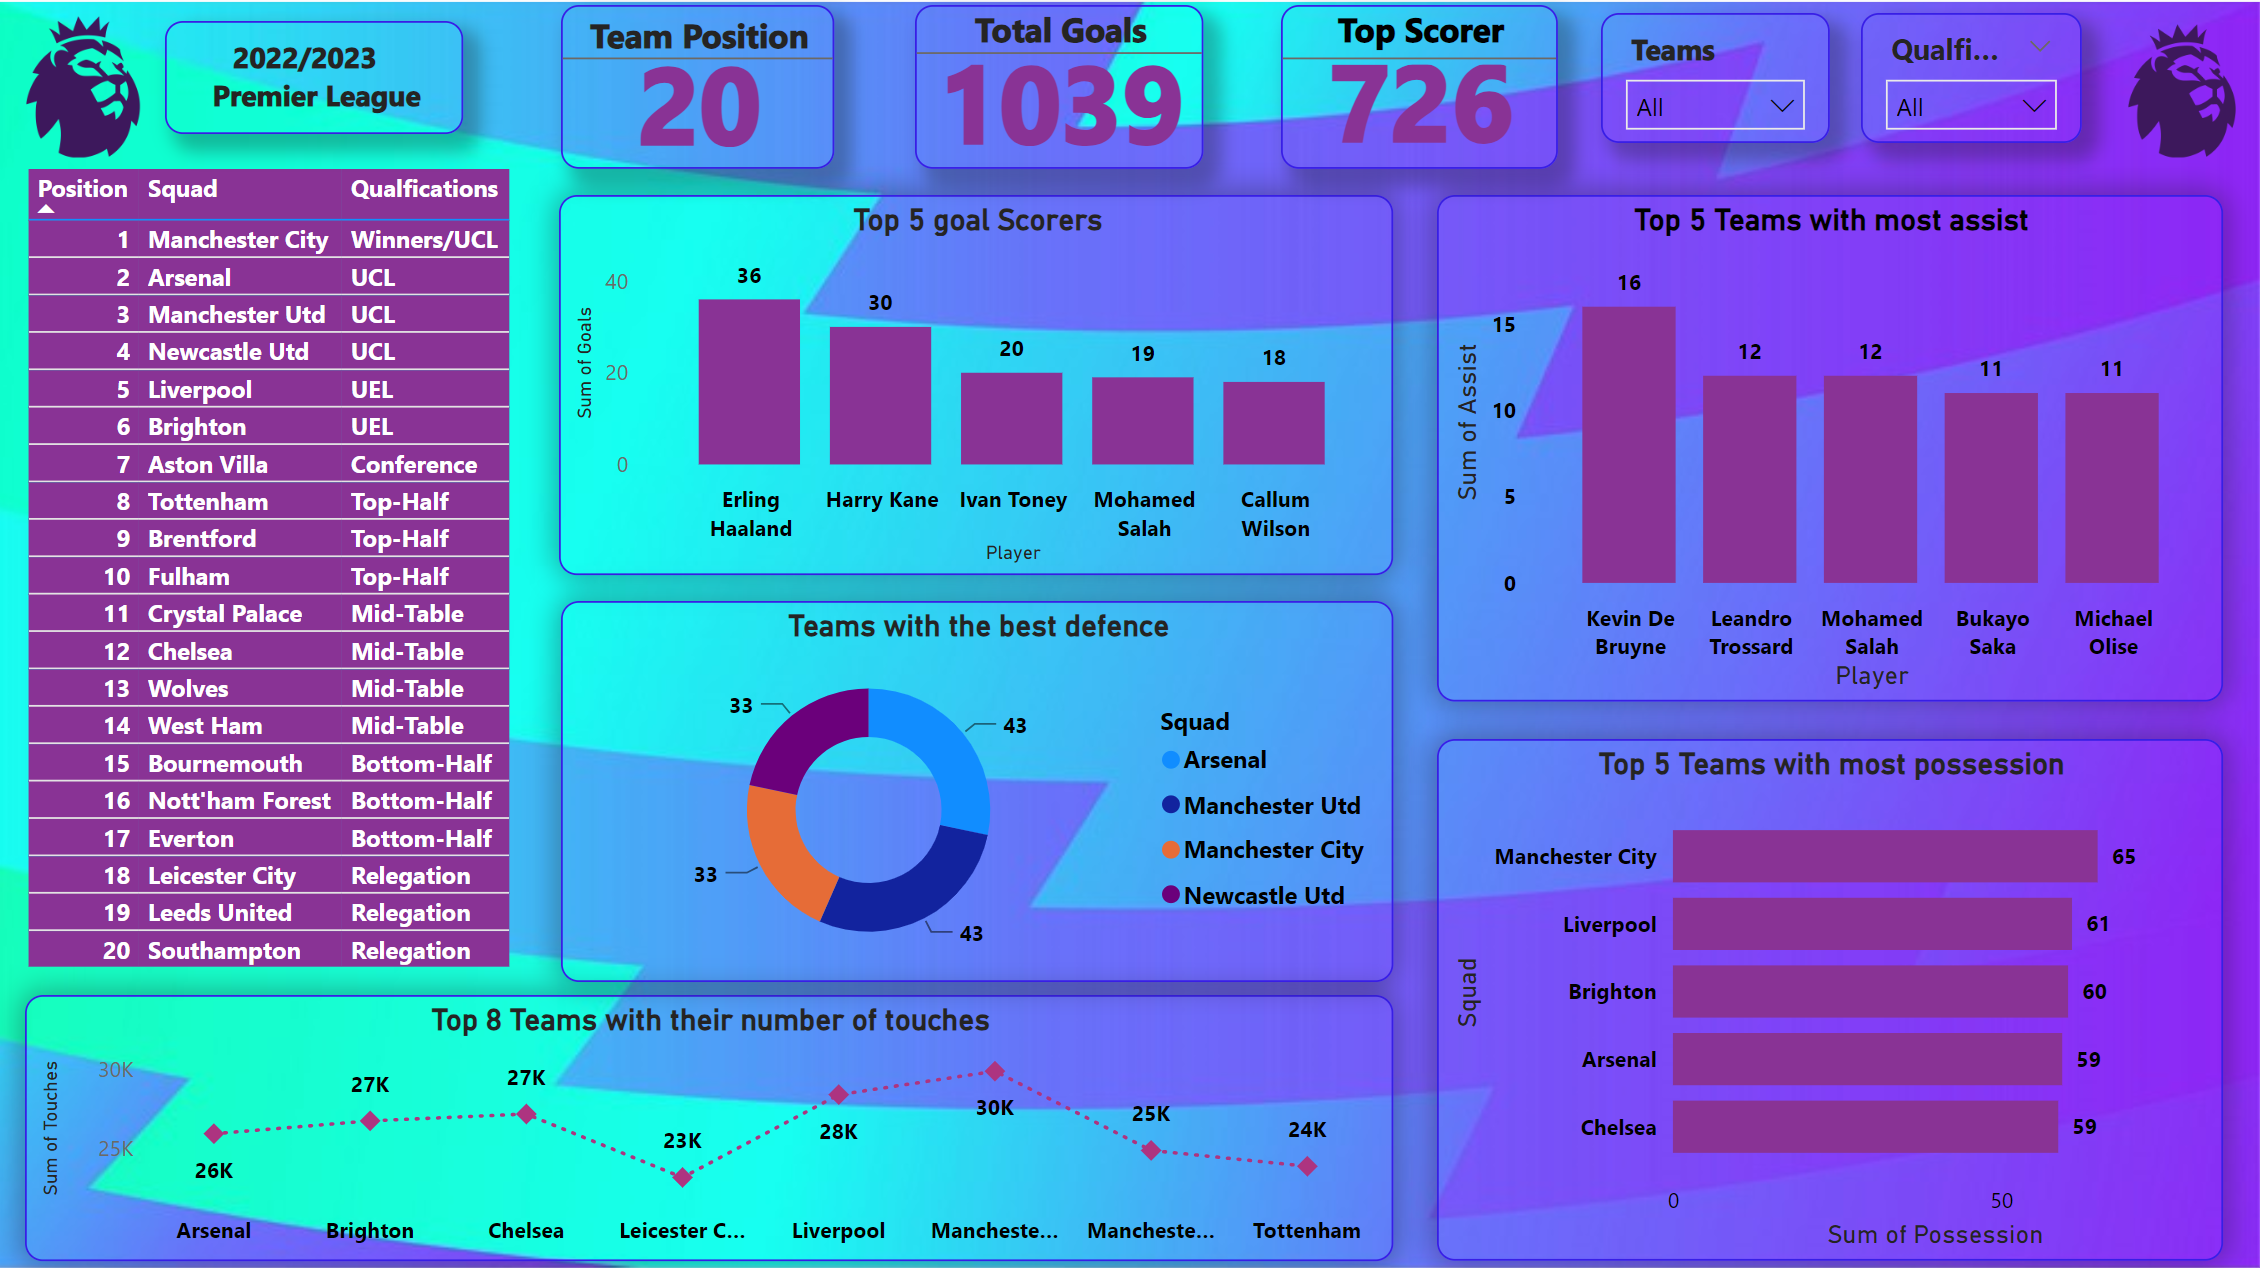 2022/2023
Premier League
Team Position
20
Total Goals
1039
Top Scorer
726
Teams
All
Qualfi...
All
Position Squad Qualfications
1 Manchester City Winners/UCL
2 Arsenal UCL
3 Manchester Utd UCL
4 Newcastle Utd UCL
5 Liverpool UEL
6 Brighton UEL
7 Aston Villa Conference
8 Tottenham Top-Half
9 Brentford Top-Half
10 Fulham Top-Half
11 Crystal Palace Mid-Table
12 Chelsea Mid-Table
13 Wolves Mid-Table
14 West Ham Mid-Table
15 Bournemouth Bottom-Half
16 Nott'ham Forest Bottom-Half
17 Everton Bottom-Half
18 Leicester City Relegation
19 Leeds United Relegation
20 Southampton Relegation
Top 5 goal Scorers
Sum of Goals
40
20
0
36
30
20
19
18
Erling Haaland
Harry Kane
Ivan Toney
Mohamed Salah
Callum Wilson
Player
Top 5 Teams with most assist
Sum of Assist
15
10
5
0
16
12
12
11
11
Kevin De Bruyne
Leandro Trossard
Mohamed Salah
Bukayo Saka
Michael Olise
Player
Teams with the best defence
33
43
33
43
Squad
Arsenal
Manchester Utd
Manchester City
Newcastle Utd
Top 5 Teams with most possession
Squad
Manchester City 65
Liverpool 61
Brighton 60
Arsenal 59
Chelsea 59
0 50
Sum of Possession
Top 8 Teams with their number of touches
Sum of Touches
30K
25K
26K
27K
27K
23K
28K
30K
25K
24K
Arsenal
Brighton
Chelsea
Leicester C...
Liverpool
Mancheste...
Mancheste...
Tottenham